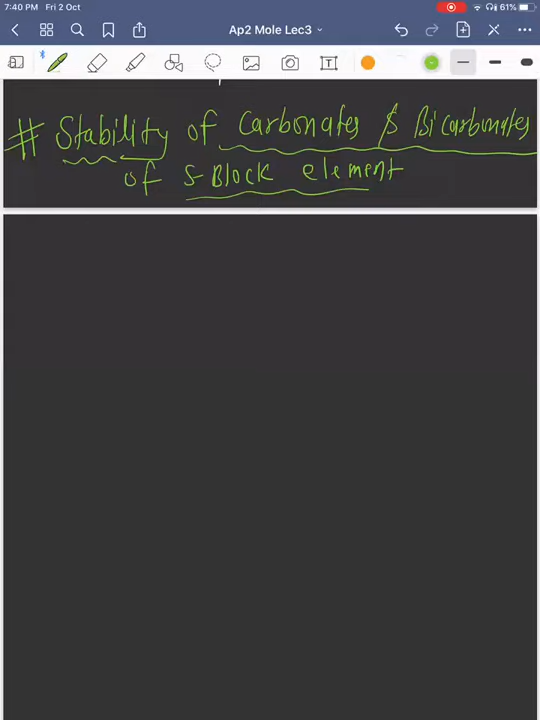 7:40 PM Fri 2 Oct 61%
Ap2 Mole Lec3
T
# Stability of Carbonates & Bicarbonates
of s-Block element